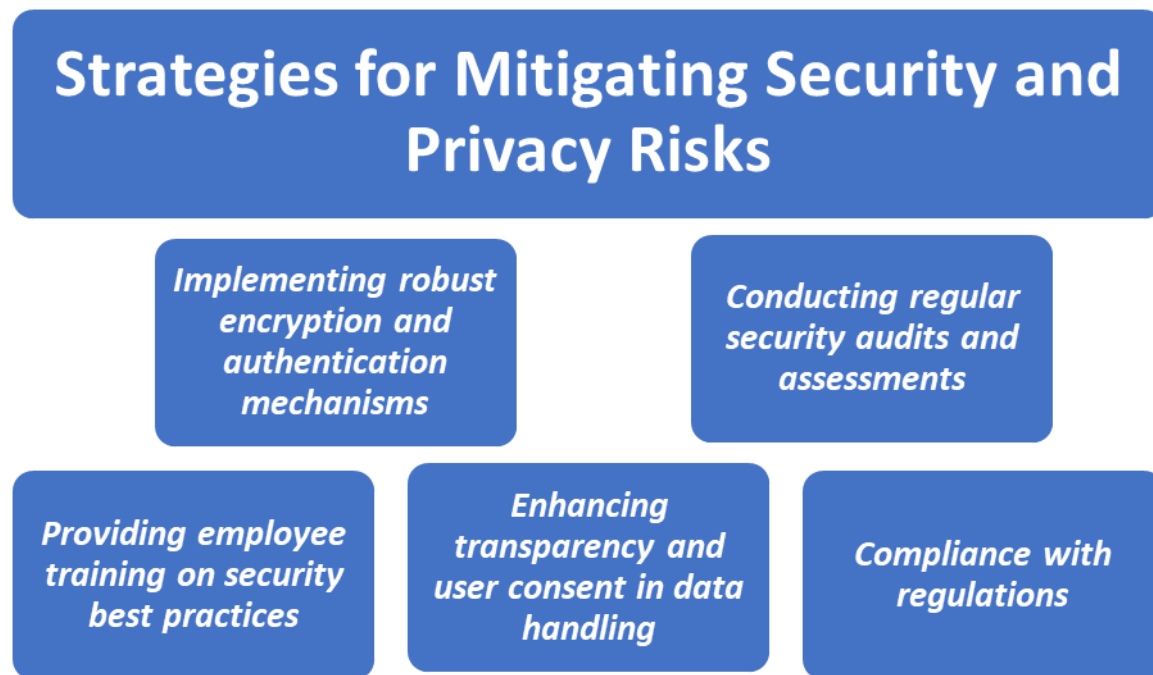 Strategies for Mitigating Security and
Privacy Risks
Implementing robust
encryption and
authentication
mechanisms
Conducting regular
security audits and
assessments
Providing employee
training on security
best practices
Enhancing
transparency and
user consent in data
handling
Compliance with
regulations